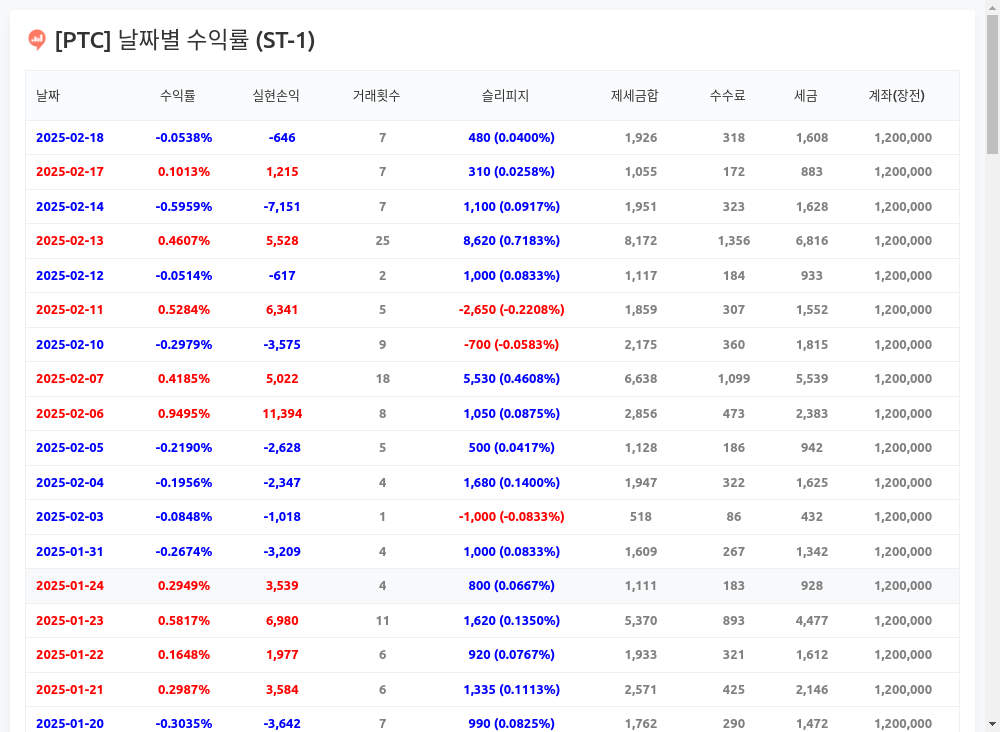 [PTC] 날짜별 수익률 (ST-1)
날짜 수익률 실현손익 거래횟수 슬리피지 제세금합 수수료 세금 계좌(장전)
2025-02-18 -0.0538% -646 7 480 (0.0400%) 1,926 318 1,608 1,200,000
2025-02-17 0.1013% 1,215 7 310 (0.0258%) 1,055 172 883 1,200,000
2025-02-14 -0.5959% -7,151 7 1,100 (0.0917%) 1,951 323 1,628 1,200,000
2025-02-13 0.4607% 5,528 25 8,620 (0.7183%) 8,172 1,356 6,816 1,200,000
2025-02-12 -0.0514% -617 2 1,000 (0.0833%) 1,117 184 933 1,200,000
2025-02-11 0.5284% 6,341 5 -2,650 (-0.2208%) 1,859 307 1,552 1,200,000
2025-02-10 -0.2979% -3,575 9 -700 (-0.0583%) 2,175 360 1,815 1,200,000
2025-02-07 0.4185% 5,022 18 5,530 (0.4608%) 6,638 1,099 5,539 1,200,000
2025-02-06 0.9495% 11,394 8 1,050 (0.0875%) 2,856 473 2,383 1,200,000
2025-02-05 -0.2190% -2,628 5 500 (0.0417%) 1,128 186 942 1,200,000
2025-02-04 -0.1956% -2,347 4 1,680 (0.1400%) 1,947 322 1,625 1,200,000
2025-02-03 -0.0848% -1,018 1 -1,000 (-0.0833%) 518 86 432 1,200,000
2025-01-31 -0.2674% -3,209 4 1,000 (0.0833%) 1,609 267 1,342 1,200,000
2025-01-24 0.2949% 3,539 4 800 (0.0667%) 1,111 183 928 1,200,000
2025-01-23 0.5817% 6,980 11 1,620 (0.1350%) 5,370 893 4,477 1,200,000
2025-01-22 0.1648% 1,977 6 920 (0.0767%) 1,933 321 1,612 1,200,000
2025-01-21 0.2987% 3,584 6 1,335 (0.1113%) 2,571 425 2,146 1,200,000
2025-01-20 -0.3035% -3,642 7 990 (0.0825%) 1,762 290 1,472 1,200,000